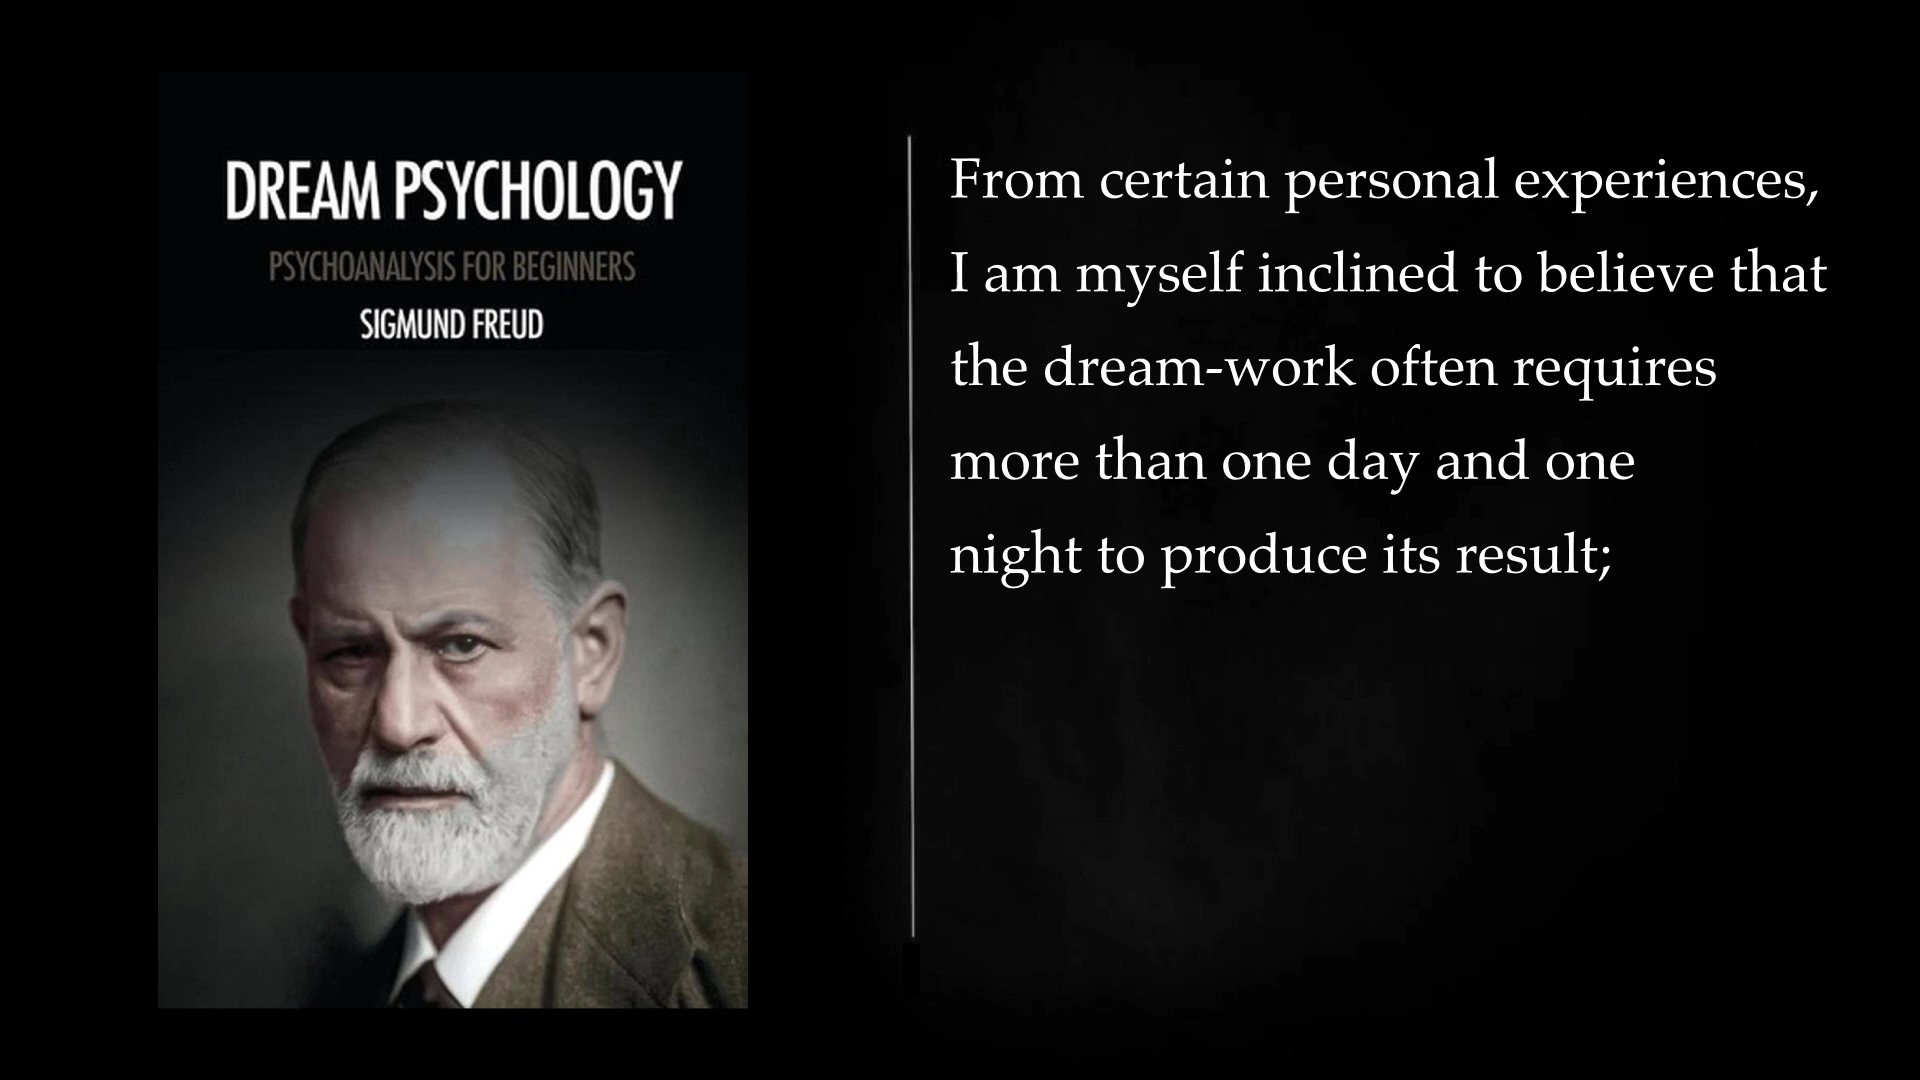 DREAM PSYCHOLOGY
PSYCHOANALYSIS FOR BEGINNERS
SIGMUND FREUD
From certain personal experiences,
I am myself inclined to believe that
the dream-work often requires
more than one day and one
night to produce its result;